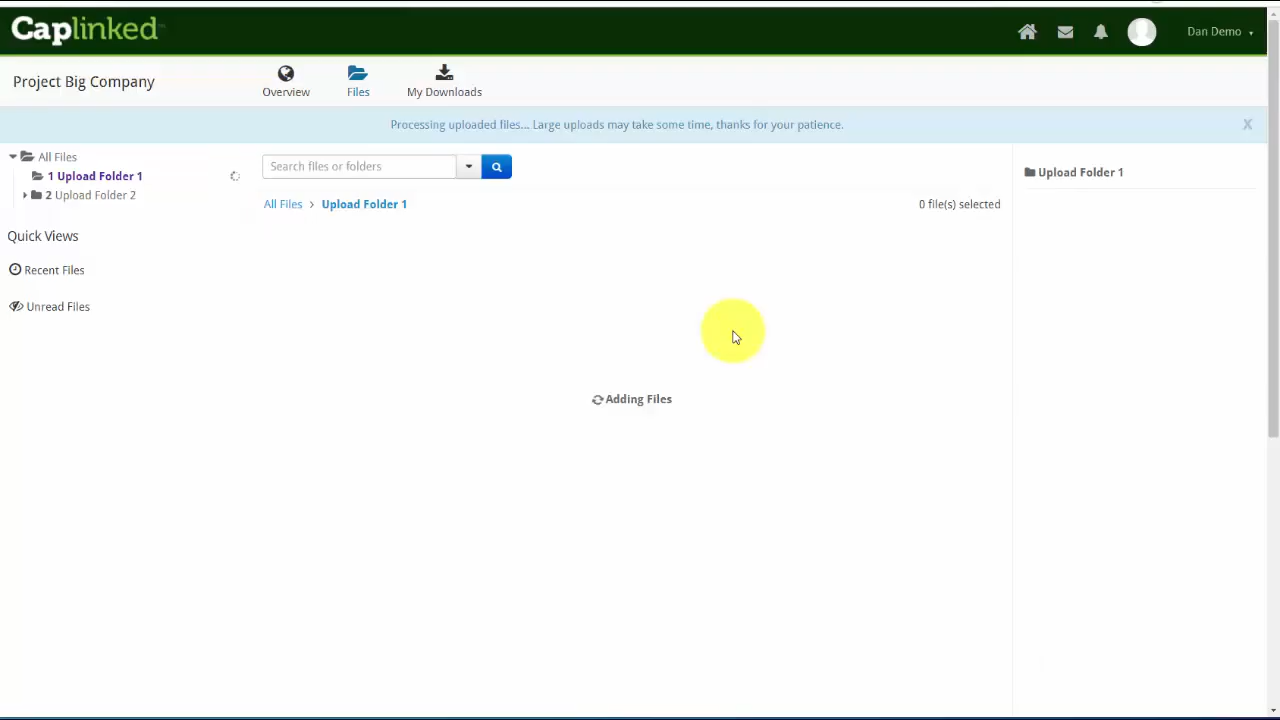 Caplinked
Dan Demo
Project Big Company
Overview
Files
My Downloads
Processing uploaded files... Large uploads may take some time, thanks for your patience.
X
All Files
1 Upload Folder 1
2 Upload Folder 2
Quick Views
Recent Files
Unread Files
Search files or folders
All Files > Upload Folder 1
0 file(s) selected
Adding Files
Upload Folder 1